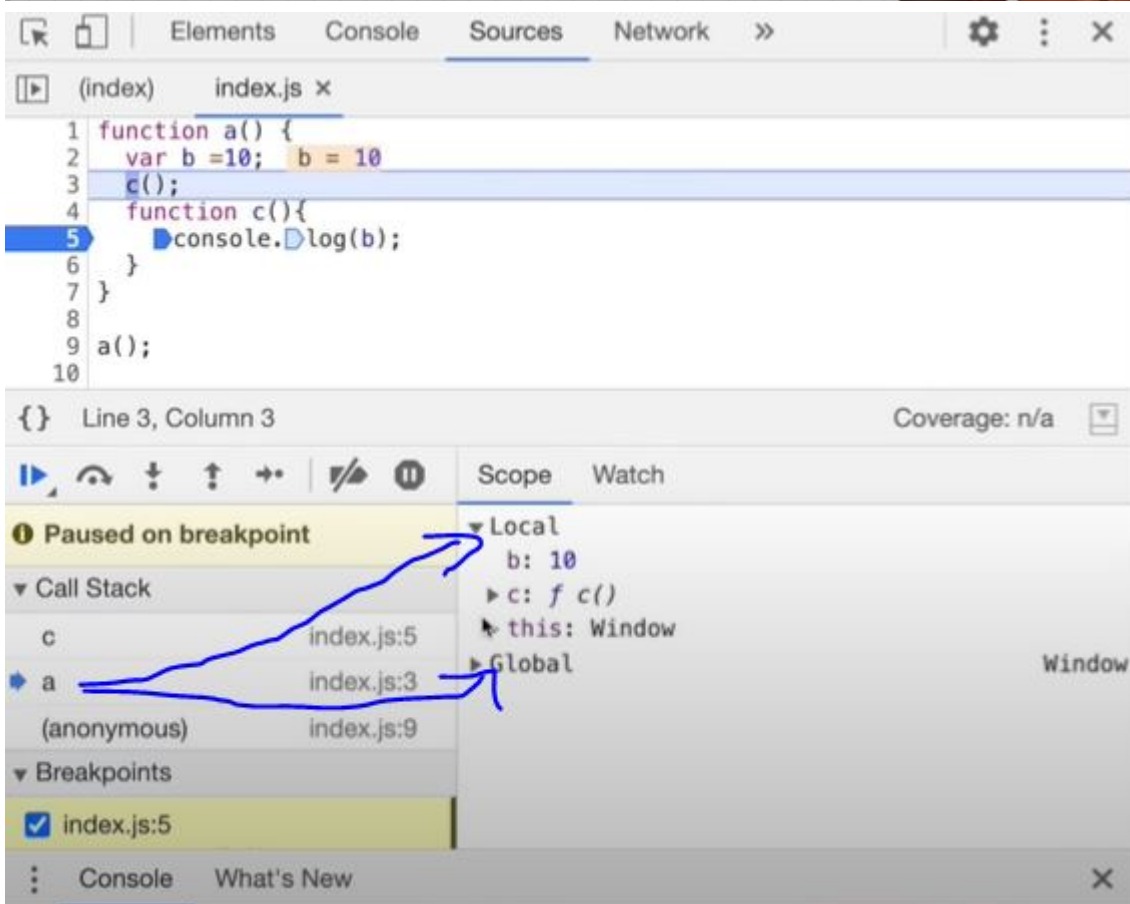 Elements Console Sources Network »
(index) index.js ×
1 function a() {
2 var b =10; b = 10
3 c();
4 function c(){
5 console.log(b);
6 }
7 }
8
9 a();
10
{} Line 3, Column 3 Coverage: n/a
Scope Watch
Paused on breakpoint
▼Local
b: 10
▼ Call Stack
▶c: ƒ c()
c index.js:5
this: Window
a index.js:3
▶Global Window
(anonymous) index.js:9
▼ Breakpoints
index.js:5
Console What's New ×